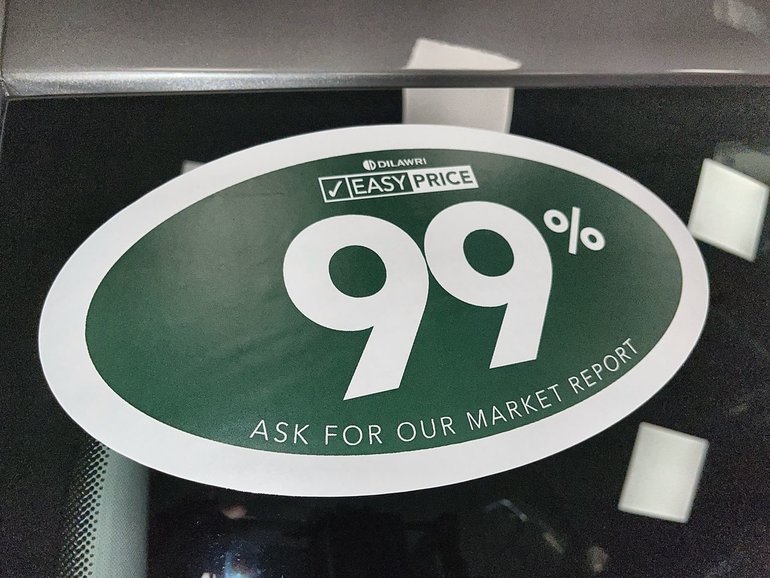 DILAWRI
✓ EASY PRICE
99%
ASK FOR OUR MARKET REPORT